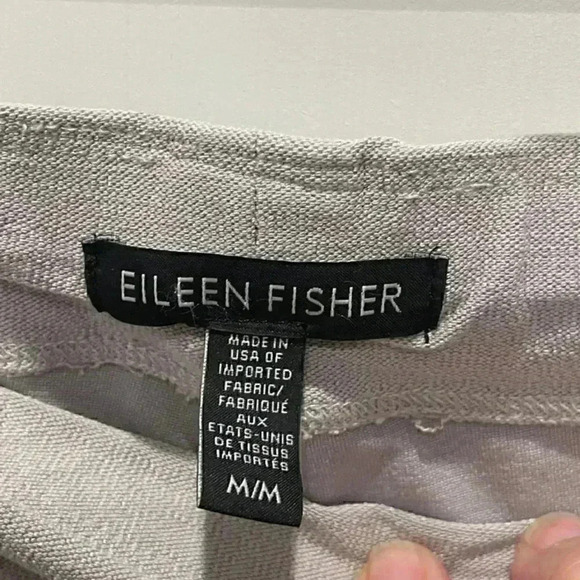 EILEEN FISHER
MADE IN
USA OF
IMPORTED
FABRIC/
FABRIQUÉ
AUX
ETATS-UNIS
DE TISSUS
IMPORTÉS
M/M